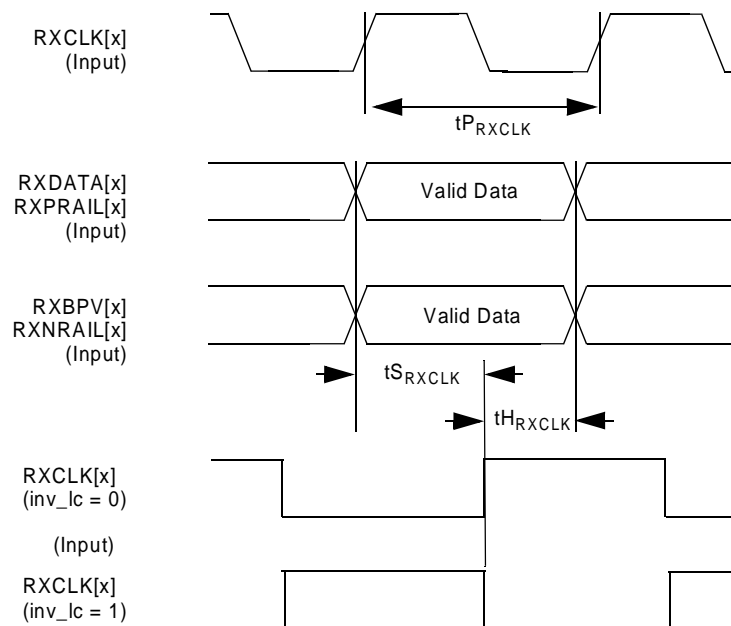 RXCLK[x]
(Input)
tPRXCLK
RXDATA[x]
RXPRAIL[x]
(Input)
Valid Data
RXBPV[x]
RXNRAIL[x]
(Input)
Valid Data
tSRXCLK
tHRXCLK
RXCLK[x]
(inv_lc = 0)
(Input)
RXCLK[x]
(inv_lc = 1)